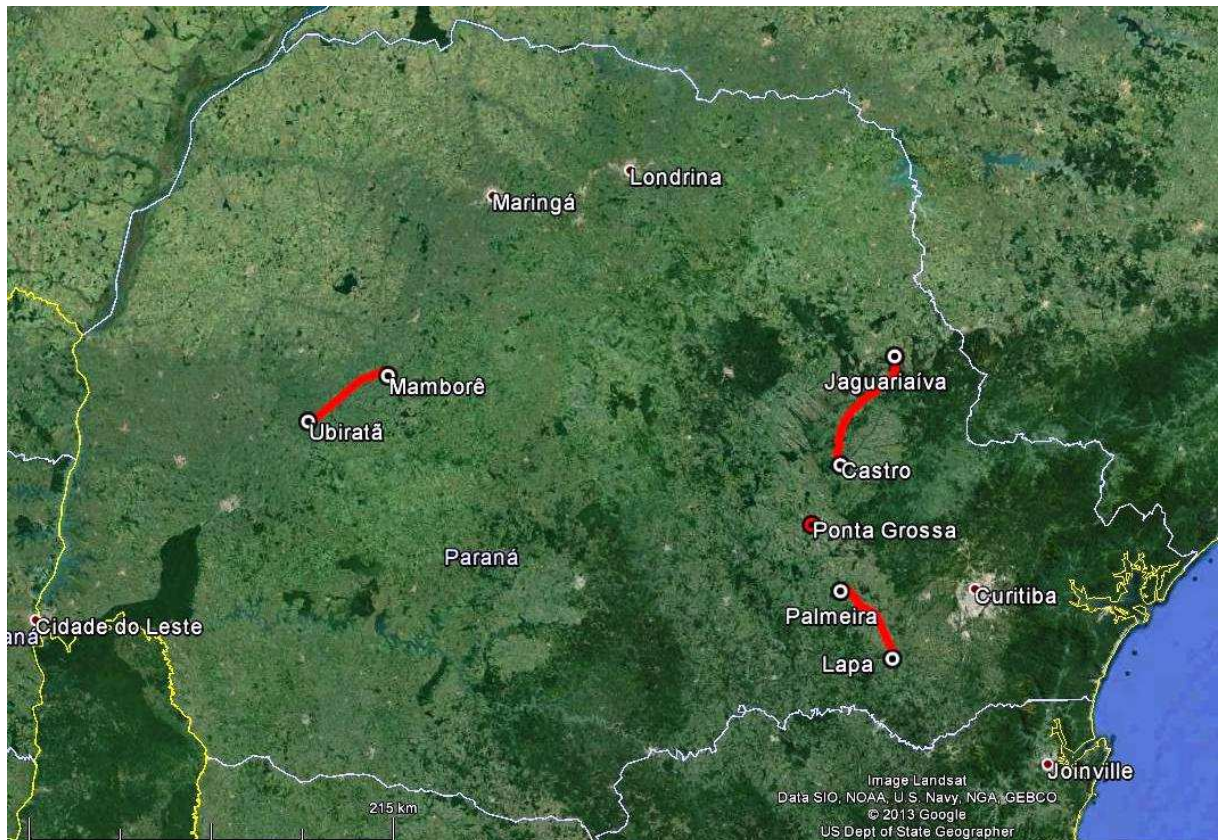 Londrina
Maringá
Jaguariaíva
Mamborê
Ubiratã
Castro
Ponta Grossa
Paraná
Curitiba
Palmeira
Cidade do Leste
aná
Lapa
Joinville
215 km
Image Landsat
Data SIO, NOAA, U.S. Navy, NGA, GEBCO
© 2013 Google
US Dept of State Geographer